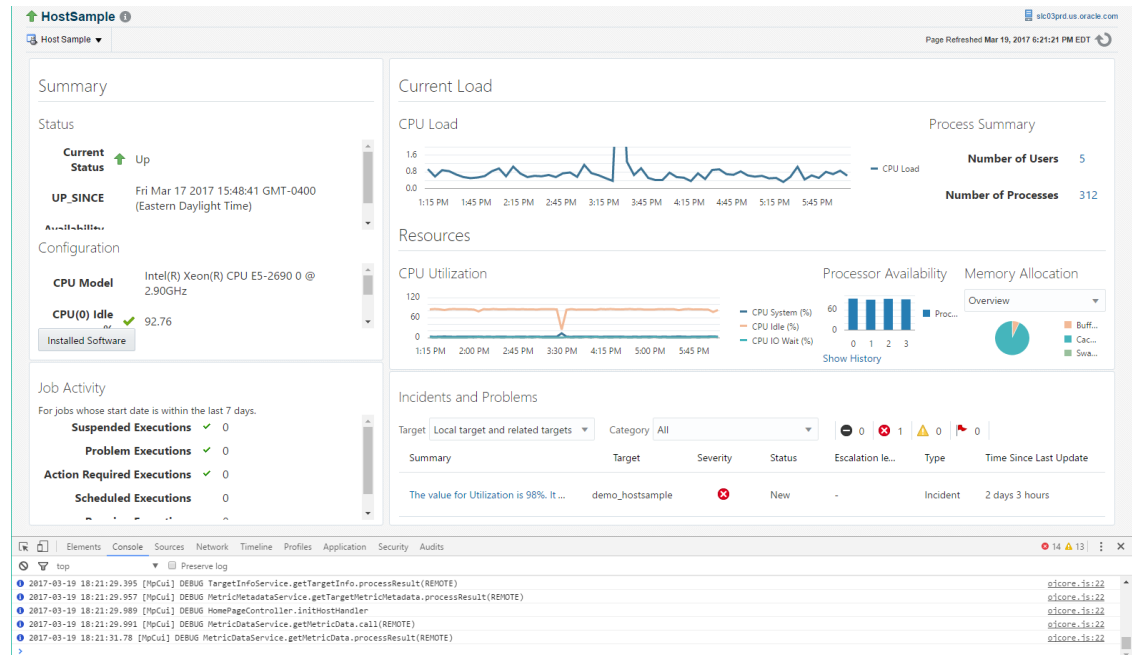 HostSample
slc03prd.us.oracle.com
Host Sample
Page Refreshed Mar 19, 2017 6:21:21 PM EDT
Summary
Status
Current Status Up
UP_SINCE Fri Mar 17 2017 15:48:41 GMT-0400 (Eastern Daylight Time)
Availability
Configuration
CPU Model Intel(R) Xeon(R) CPU E5-2690 0 @ 2.90GHz
CPU(0) Idle % 92.76
Installed Software
Job Activity
For jobs whose start date is within the last 7 days.
Suspended Executions 0
Problem Executions 0
Action Required Executions 0
Scheduled Executions 0
Current Load
CPU Load
1.6
0.8
0.0
1:15 PM 1:45 PM 2:15 PM 2:45 PM 3:15 PM 3:45 PM 4:15 PM 4:45 PM 5:15 PM 5:45 PM
CPU Load
Process Summary
Number of Users 5
Number of Processes 312
Resources
CPU Utilization
120
60
0
1:15 PM 2:00 PM 2:45 PM 3:30 PM 4:15 PM 5:00 PM 5:45 PM
CPU System (%)
CPU Idle (%)
CPU IO Wait (%)
Processor Availability
60
0
0 1 2 3
Proc...
Show History
Memory Allocation
Overview
Buff...
Cac...
Swa...
Incidents and Problems
Target Local target and related targets Category All 0 1 0 0
Summary Target Severity Status Escalation le... Type Time Since Last Update
The value for Utilization is 98%. It ... demo_hostsample New - Incident 2 days 3 hours
Elements Console Sources Network Timeline Profiles Application Security Audits 14 13
top Preserve log
2017-03-19 18:21:29.395 [MpCui] DEBUG TargetInfoService.getTargetInfo.processResult(REMOTE) ojcore.js:22
2017-03-19 18:21:29.957 [MpCui] DEBUG MetricMetadataService.getTargetMetricMetadata.processResult(REMOTE) ojcore.js:22
2017-03-19 18:21:29.989 [MpCui] DEBUG HomePageController.initHostHandler ojcore.js:22
2017-03-19 18:21:29.991 [MpCui] DEBUG MetricDataService.getMetricData.call(REMOTE) ojcore.js:22
2017-03-19 18:21:31.78 [MpCui] DEBUG MetricDataService.getMetricData.processResult(REMOTE) ojcore.js:22